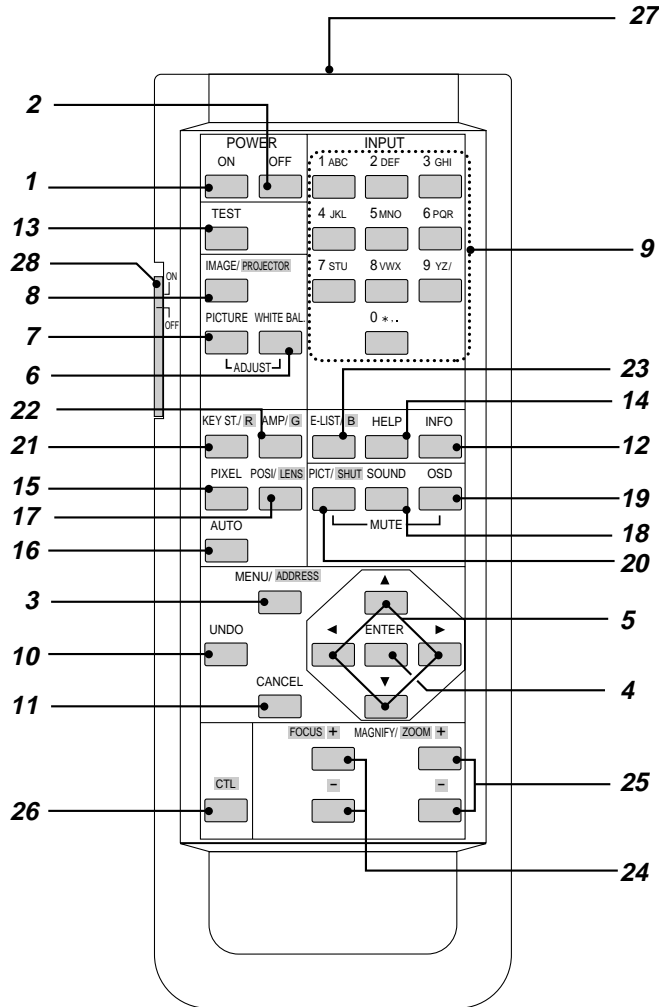 27
2
POWER
INPUT
ON
OFF
1 ABC
2 DEF
3 GHI
1
TEST
4 JKL
5 MNO
6 PQR
13
9
28
ON
IMAGE/ PROJECTOR
7 STU
8 VWX
9 YZ/
8
OFF
PICTURE
WHITE BAL.
0 *..
7
ADJUST
6
23
22
14
KEY ST./ R
AMP/ G
E-LIST/ B
HELP
INFO
21
12
PIXEL
POSI/ LENS
PICT/ SHUT
SOUND
OSD
15
19
17
MUTE
18
AUTO
16
20
MENU/ ADDRESS
▲
3
5
UNDO
◄
ENTER
►
10
4
▼
CANCEL
11
FOCUS +
MAGNIFY/ ZOOM +
CTL
–
–
25
26
24